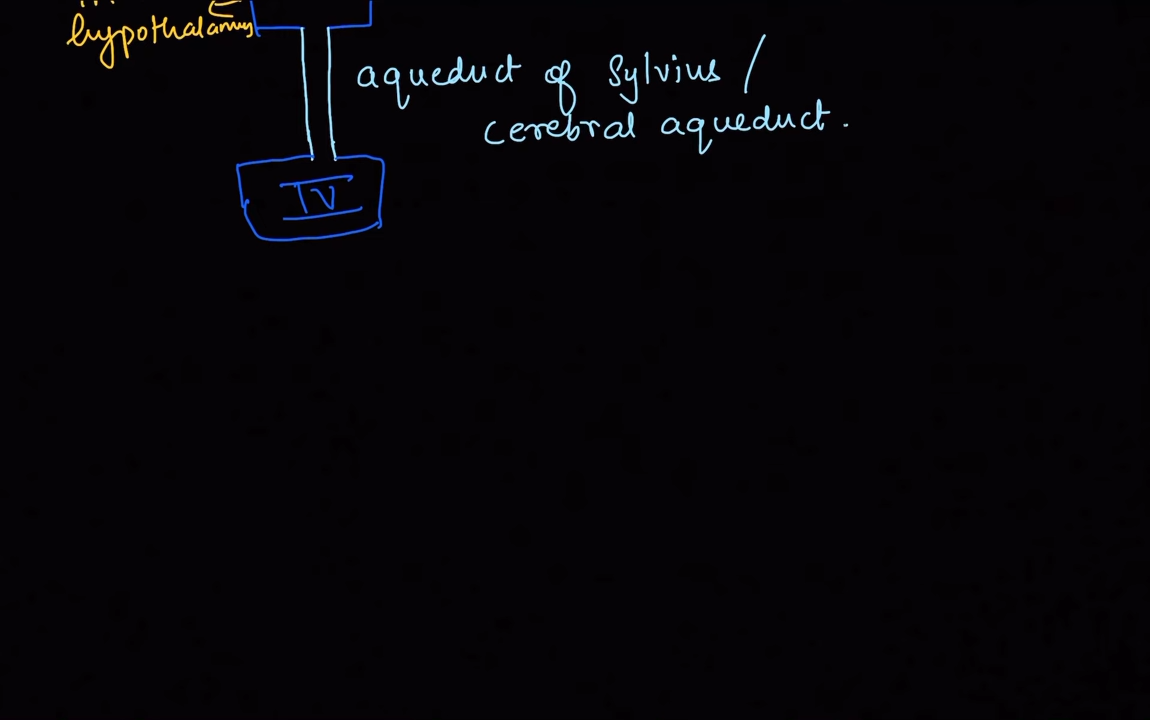 hypothalamus
aqueduct of Sylvius /
cerebral aqueduct.
IV